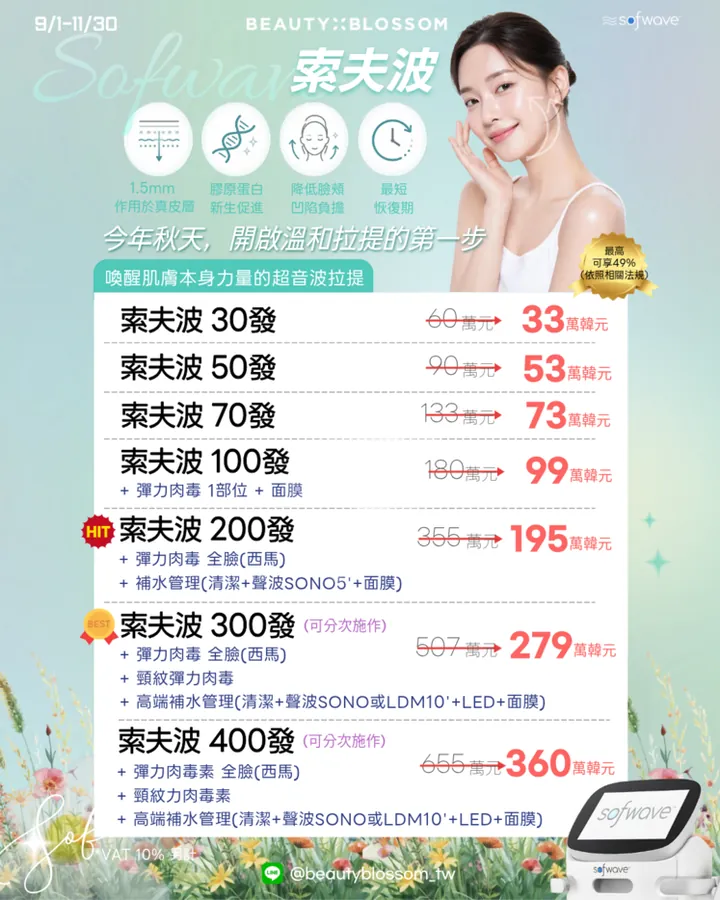 9/1-11/30
BEAUTY BLOSSOM
sofwave
Sofwave
索夫波
1.5mm
作用於真皮層
膠原蛋白
新生促進
降低臉頰
凹陷負擔
最短
恢復期
今年秋天，開啟溫和拉提的第一步
喚醒肌膚本身力量的超音波拉提
最高
可享49%
(依照相關法規)
索夫波 30發 60萬元 33萬韓元
索夫波 50發 90萬元 53萬韓元
索夫波 70發 133萬元 73萬韓元
索夫波 100發 180萬元 99萬韓元
+ 彈力肉毒 1部位 + 面膜
HIT
索夫波 200發 355萬元 195萬韓元
+ 彈力肉毒 全臉(西馬)
+ 補水管理(清潔+聲波SONO5'+面膜)
BEST
索夫波 300發 (可分次施作) 507萬元 279萬韓元
+ 彈力肉毒 全臉(西馬)
+ 頸紋彈力肉毒
+ 高端補水管理(清潔+聲波SONO或LDM10'+LED+面膜)
索夫波 400發 (可分次施作) 655萬元 360萬韓元
+ 彈力肉毒素 全臉(西馬)
+ 頸紋力肉毒素
+ 高端補水管理(清潔+聲波SONO或LDM10'+LED+面膜)
sofwave
sofwave
Sof
*VAT 10% 另計
LINE @beautyblossom_tw